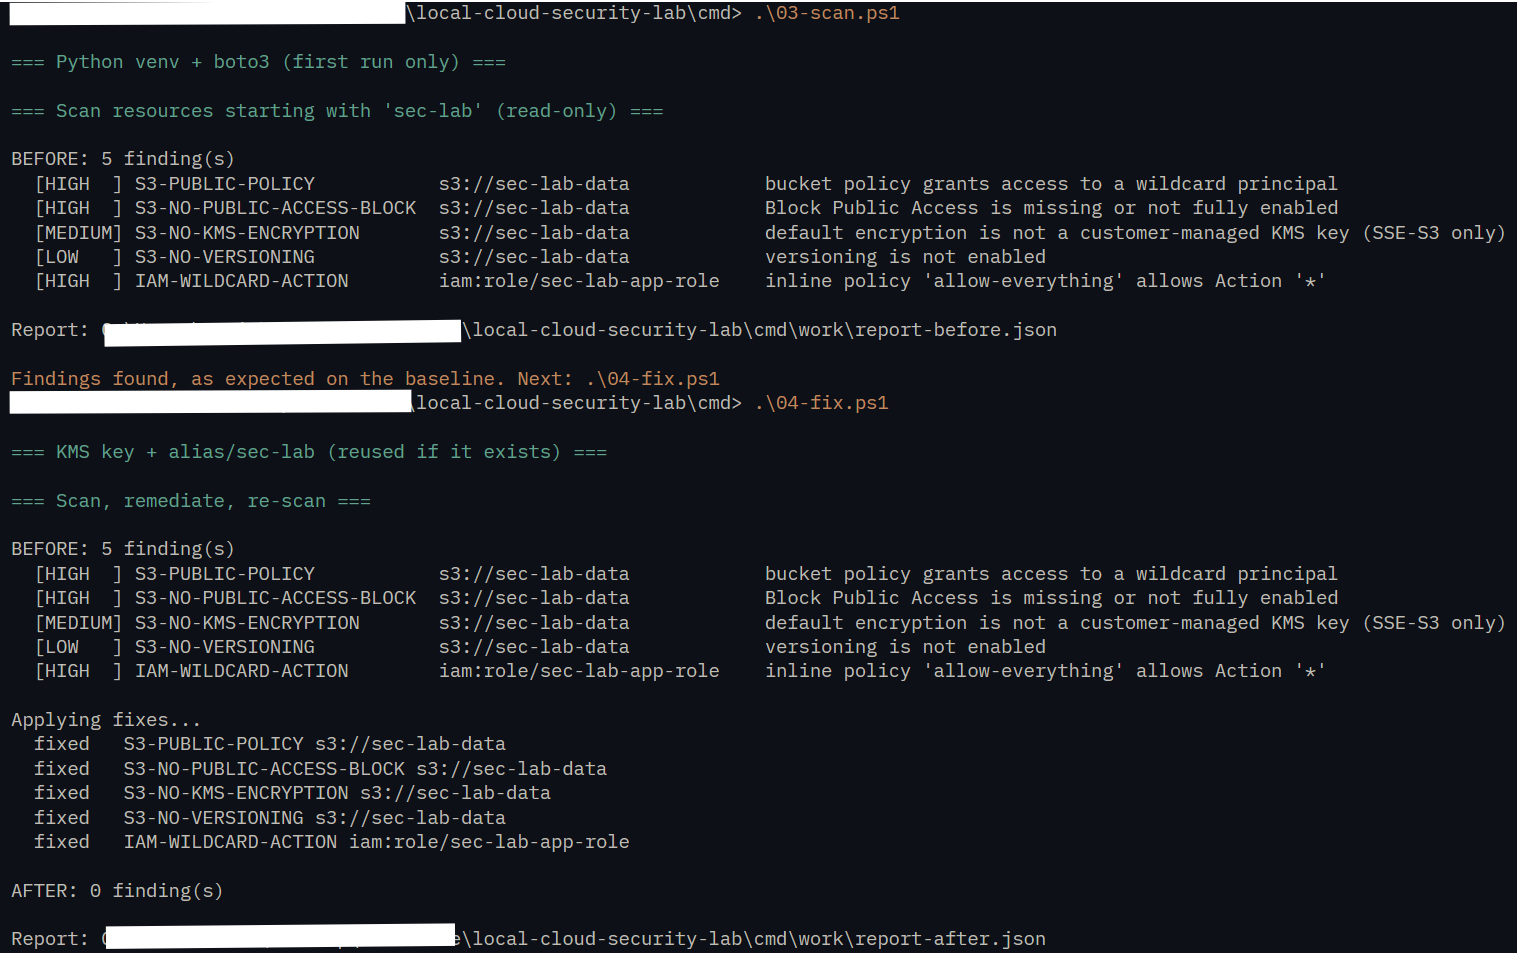 \local-cloud-security-lab\cmd> .\03-scan.ps1
=== Python venv + boto3 (first run only) ===
=== Scan resources starting with 'sec-lab' (read-only) ===
BEFORE: 5 finding(s)
[HIGH  ] S3-PUBLIC-POLICY s3://sec-lab-data bucket policy grants access to a wildcard principal
[HIGH  ] S3-NO-PUBLIC-ACCESS-BLOCK s3://sec-lab-data Block Public Access is missing or not fully enabled
[MEDIUM] S3-NO-KMS-ENCRYPTION s3://sec-lab-data default encryption is not a customer-managed KMS key (SSE-S3 only)
[LOW   ] S3-NO-VERSIONING s3://sec-lab-data versioning is not enabled
[HIGH  ] IAM-WILDCARD-ACTION iam:role/sec-lab-app-role inline policy 'allow-everything' allows Action '*'
Report: \local-cloud-security-lab\cmd\work\report-before.json
Findings found, as expected on the baseline. Next: .\04-fix.ps1
\local-cloud-security-lab\cmd> .\04-fix.ps1
=== KMS key + alias/sec-lab (reused if it exists) ===
=== Scan, remediate, re-scan ===
BEFORE: 5 finding(s)
[HIGH  ] S3-PUBLIC-POLICY s3://sec-lab-data bucket policy grants access to a wildcard principal
[HIGH  ] S3-NO-PUBLIC-ACCESS-BLOCK s3://sec-lab-data Block Public Access is missing or not fully enabled
[MEDIUM] S3-NO-KMS-ENCRYPTION s3://sec-lab-data default encryption is not a customer-managed KMS key (SSE-S3 only)
[LOW   ] S3-NO-VERSIONING s3://sec-lab-data versioning is not enabled
[HIGH  ] IAM-WILDCARD-ACTION iam:role/sec-lab-app-role inline policy 'allow-everything' allows Action '*'
Applying fixes...
fixed S3-PUBLIC-POLICY s3://sec-lab-data
fixed S3-NO-PUBLIC-ACCESS-BLOCK s3://sec-lab-data
fixed S3-NO-KMS-ENCRYPTION s3://sec-lab-data
fixed S3-NO-VERSIONING s3://sec-lab-data
fixed IAM-WILDCARD-ACTION iam:role/sec-lab-app-role
AFTER: 0 finding(s)
Report: \local-cloud-security-lab\cmd\work\report-after.json